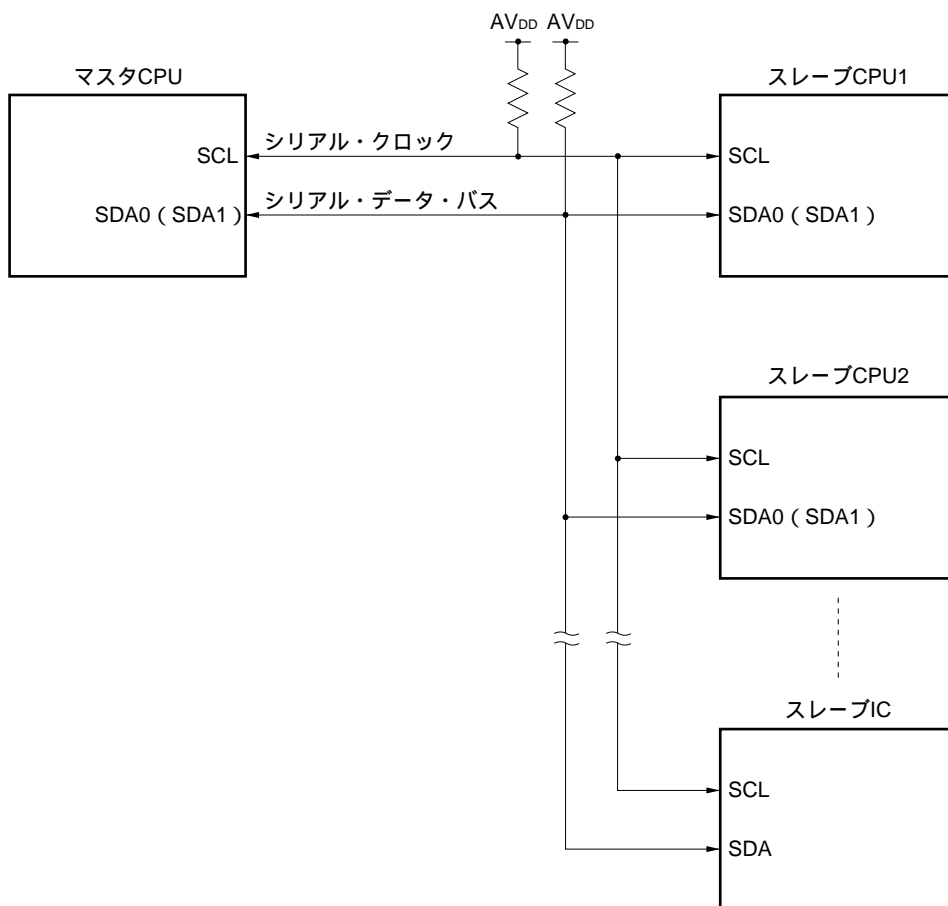 AVDD AVDD
マスタCPU
スレーブCPU1
SCL
シリアル・クロック
SCL
SDA0（SDA1）
シリアル・データ・バス
SDA0（SDA1）
スレーブCPU2
SCL
SDA0（SDA1）
スレーブIC
SCL
SDA